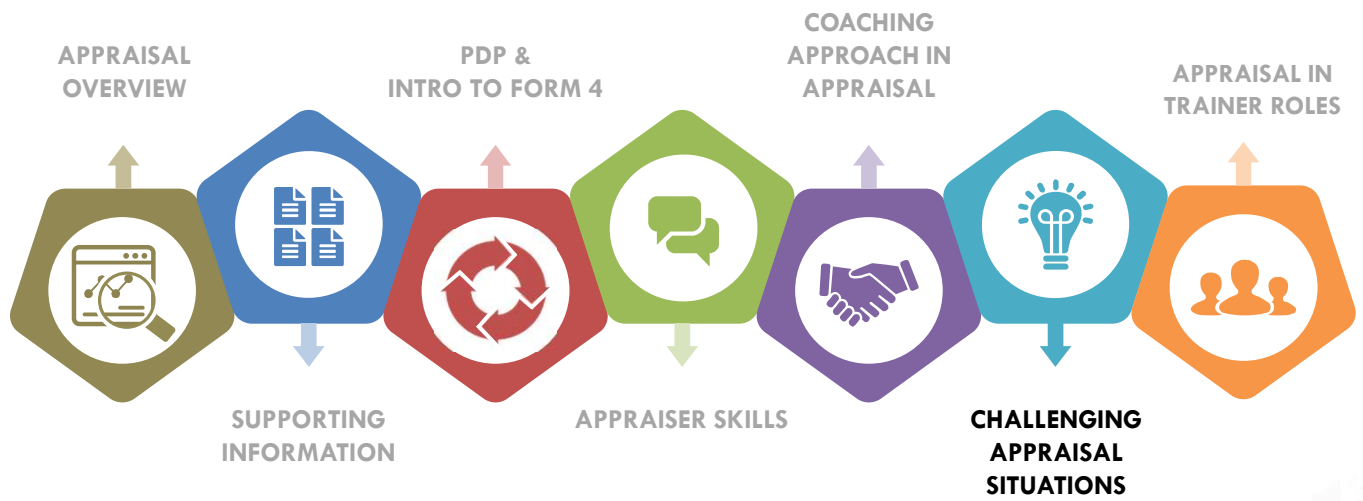 APPRAISAL
OVERVIEW
SUPPORTING
INFORMATION
PDP &
INTRO TO FORM 4
APPRAISER SKILLS
COACHING
APPROACH IN
APPRAISAL
CHALLENGING
APPRAISAL
SITUATIONS
APPRAISAL IN
TRAINER ROLES